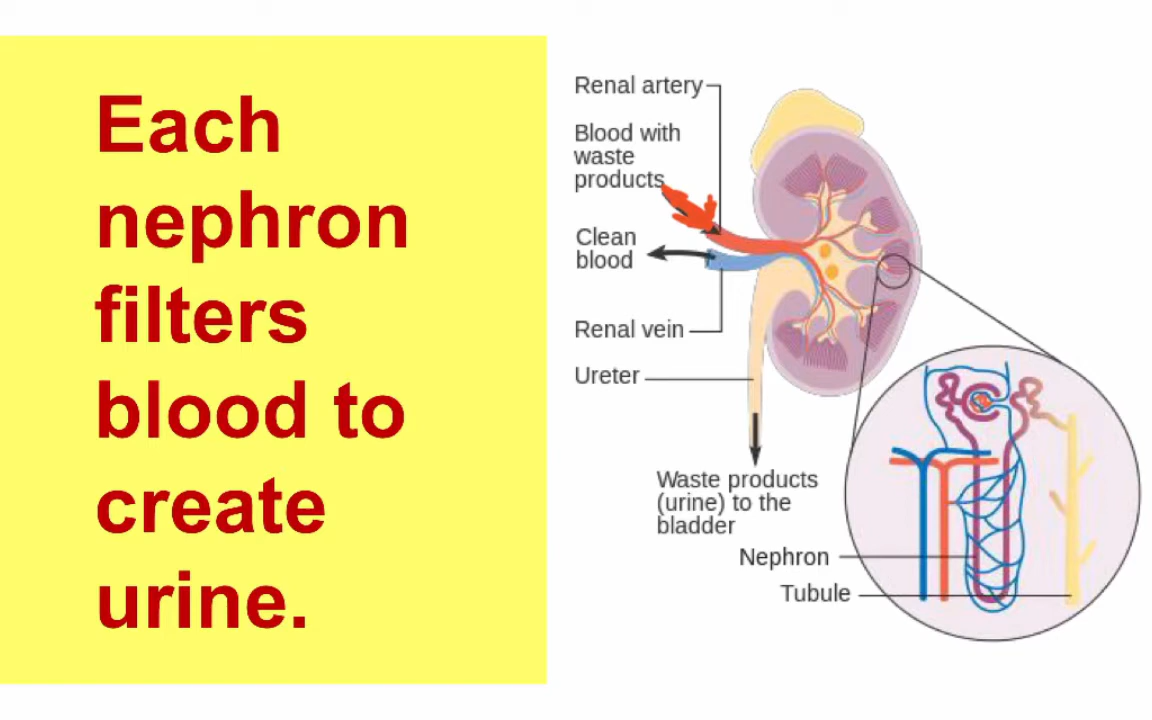 Each
nephron
filters
blood to
create
urine.
Renal artery
Blood with
waste
products
Clean
blood
Renal vein
Ureter
Waste products
(urine) to the
bladder
Nephron
Tubule